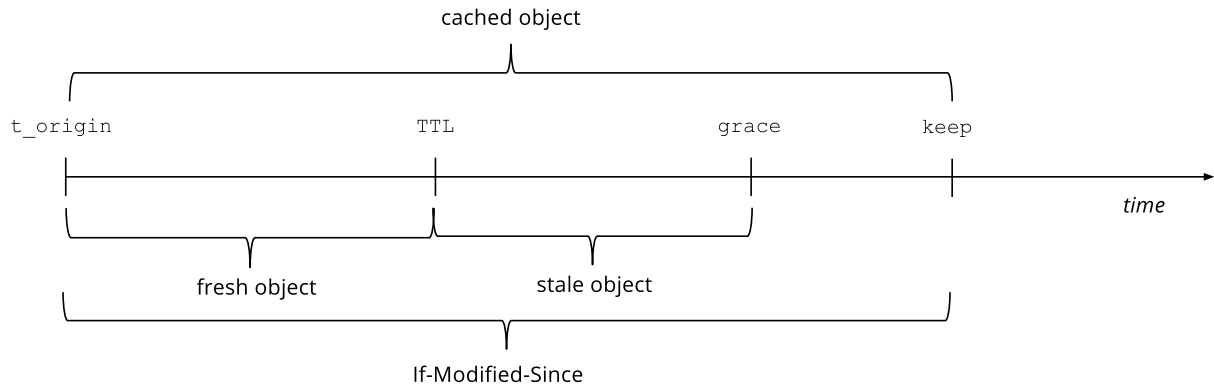 cached object
t_origin TTL grace keep
time
fresh object stale object
If-Modified-Since